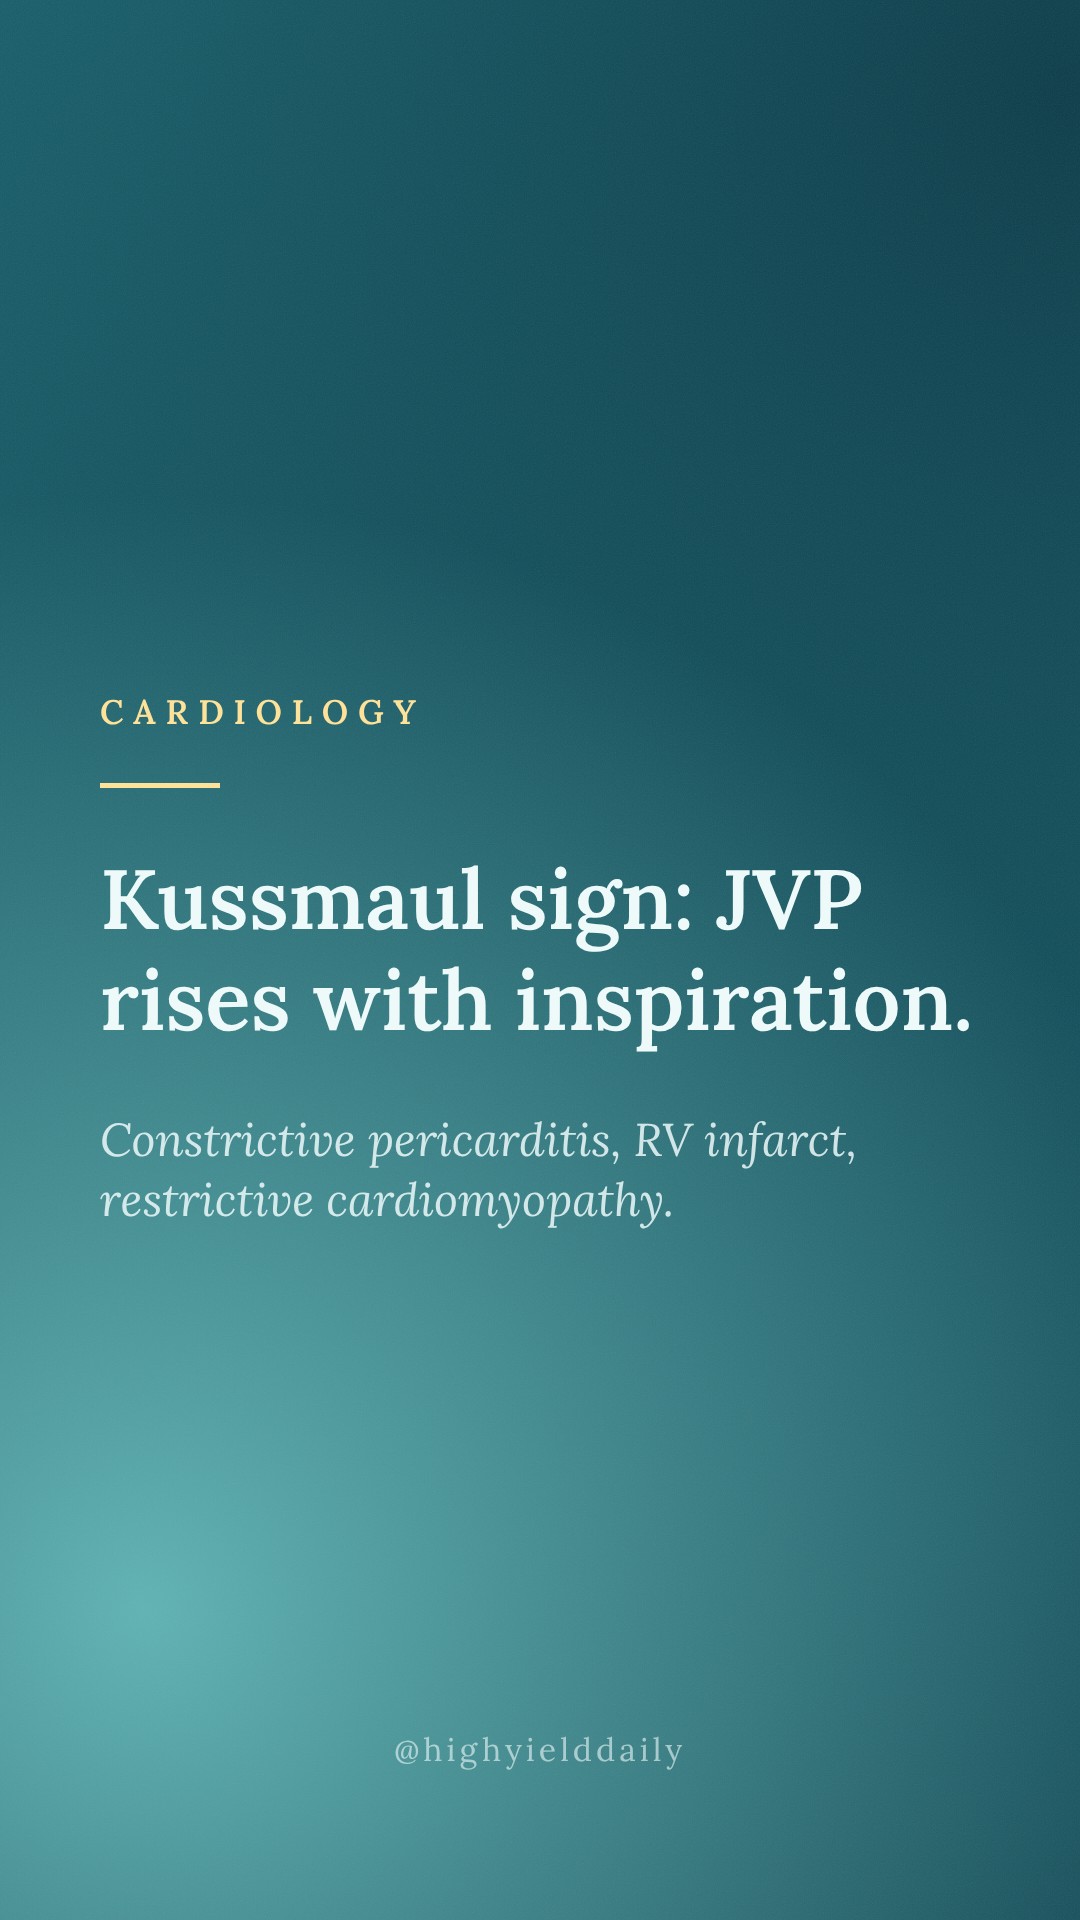 CARDIOLOGY
Kussmaul sign: JVP
rises with inspiration.
Constrictive pericarditis, RV infarct,
restrictive cardiomyopathy.
@highyielddaily